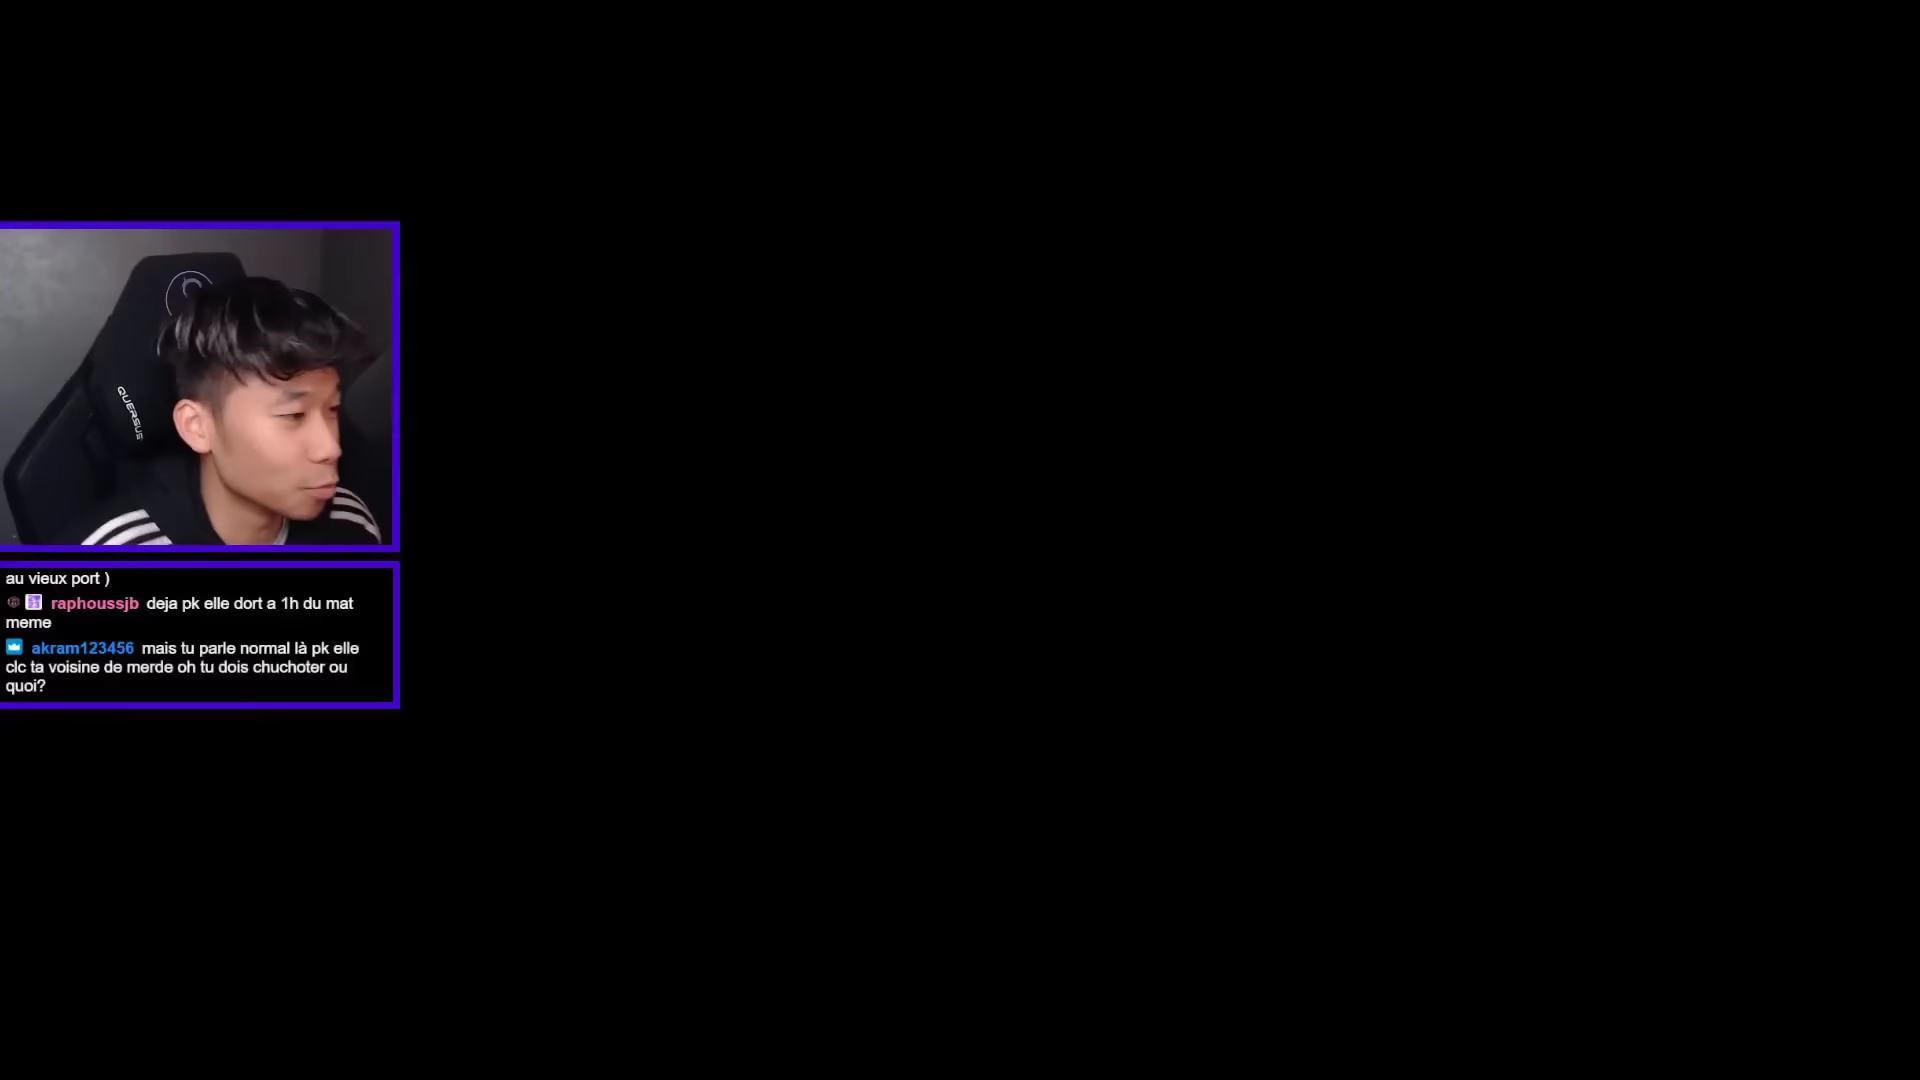 QUERSUS
au vieux port )
raphoussjb deja pk elle dort a 1h du mat
meme
akram123456 mais tu parle normal là pk elle
clc ta voisine de merde oh tu dois chuchoter ou
quoi?